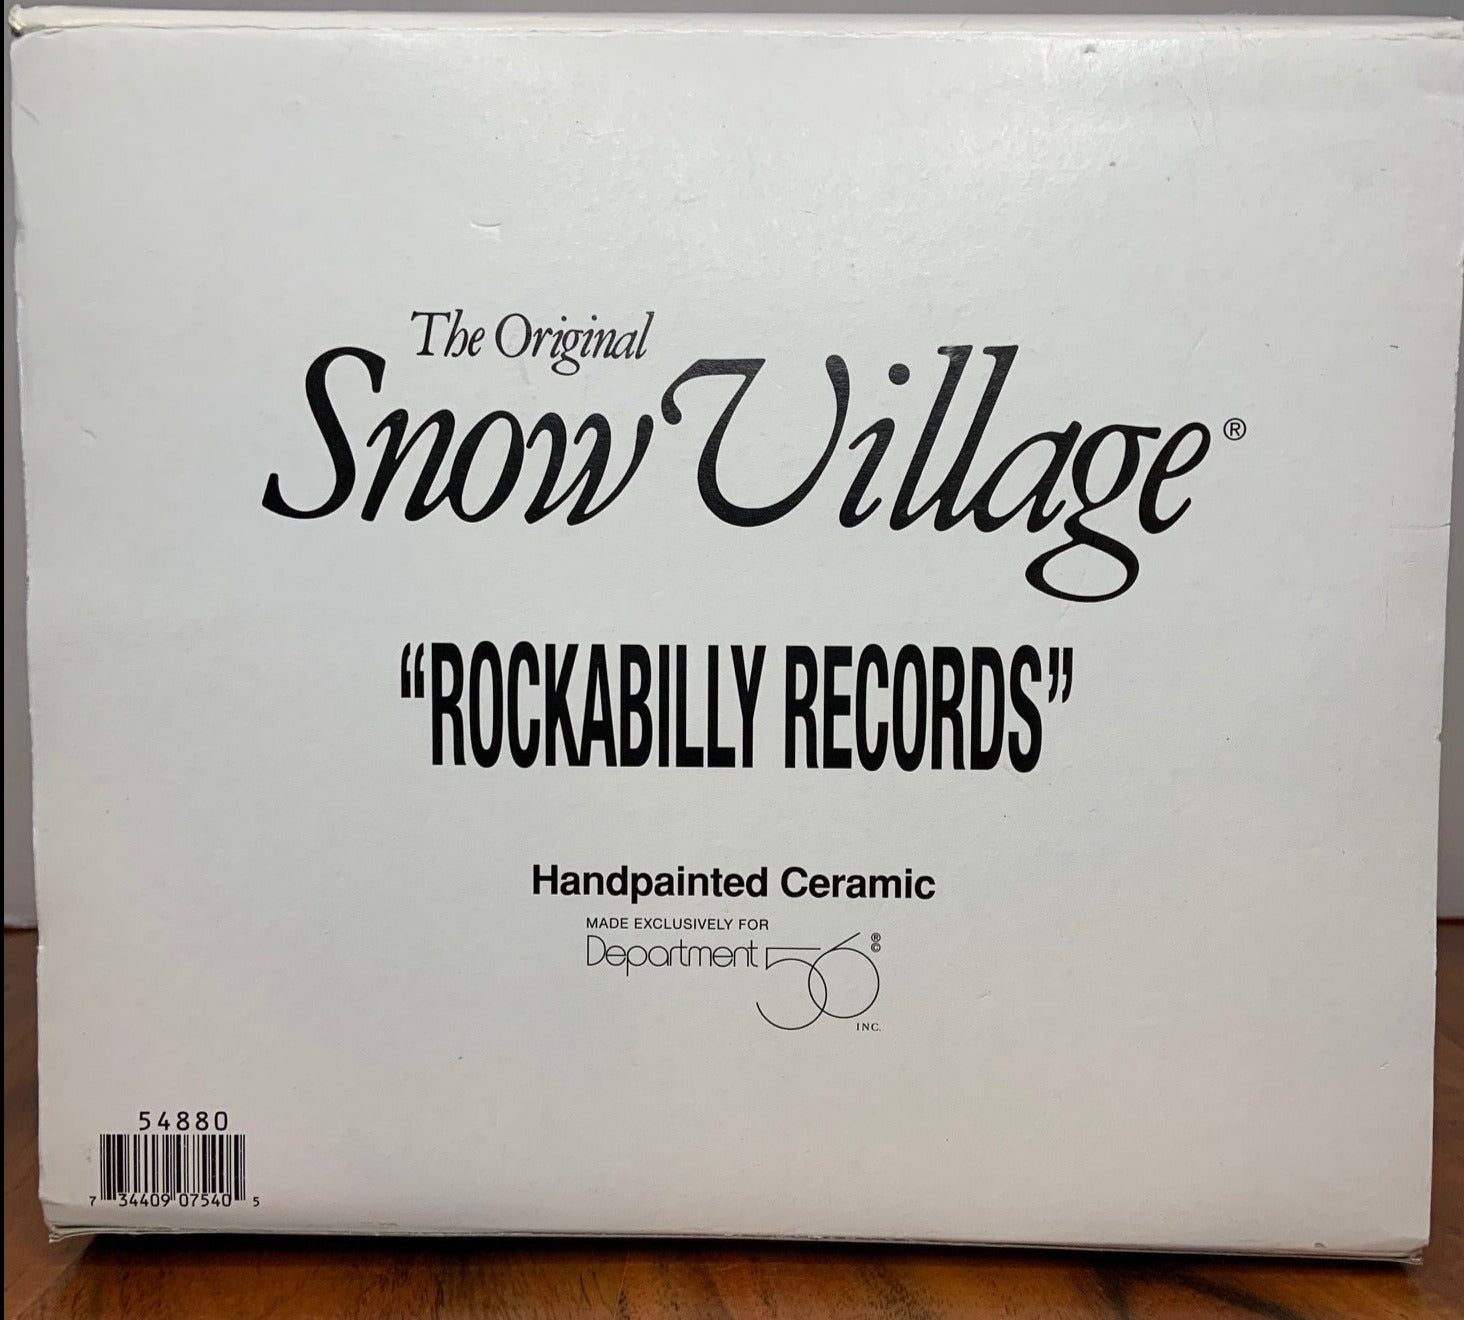 The Original
Snow Village®
“ROCKABILLY RECORDS”
Handpainted Ceramic
MADE EXCLUSIVELY FOR
Department 56 ®©
INC.
54880
7 34409 07540 5